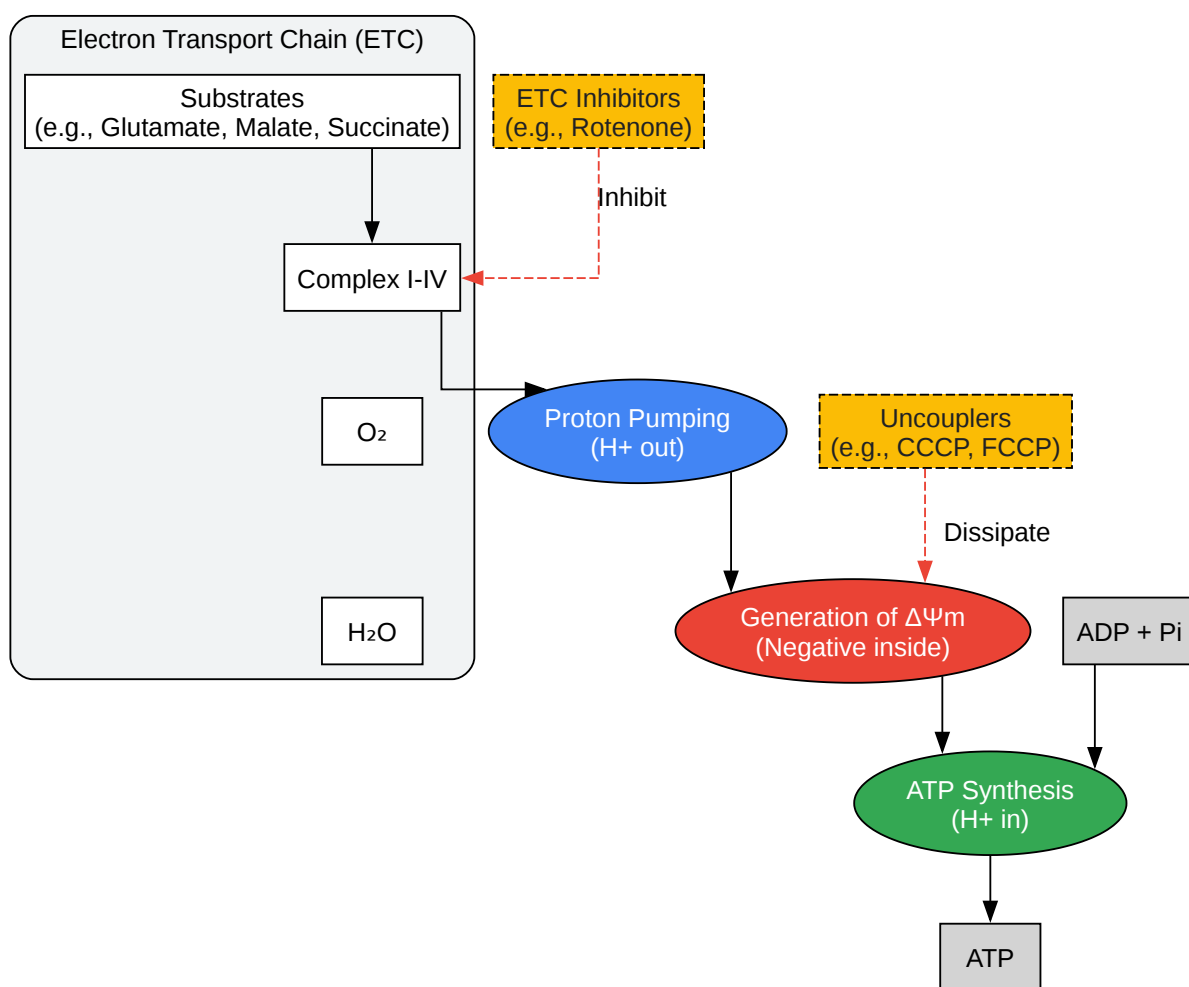 Electron Transport Chain (ETC)
Substrates
(e.g., Glutamate, Malate, Succinate)
ETC Inhibitors
(e.g., Rotenone)
Inhibit
Complex I-IV
O₂
Proton Pumping
(H+ out)
Uncouplers
(e.g., CCCP, FCCP)
Dissipate
H₂O
Generation of ΔΨm
(Negative inside)
ADP + Pi
ATP Synthesis
(H+ in)
ATP